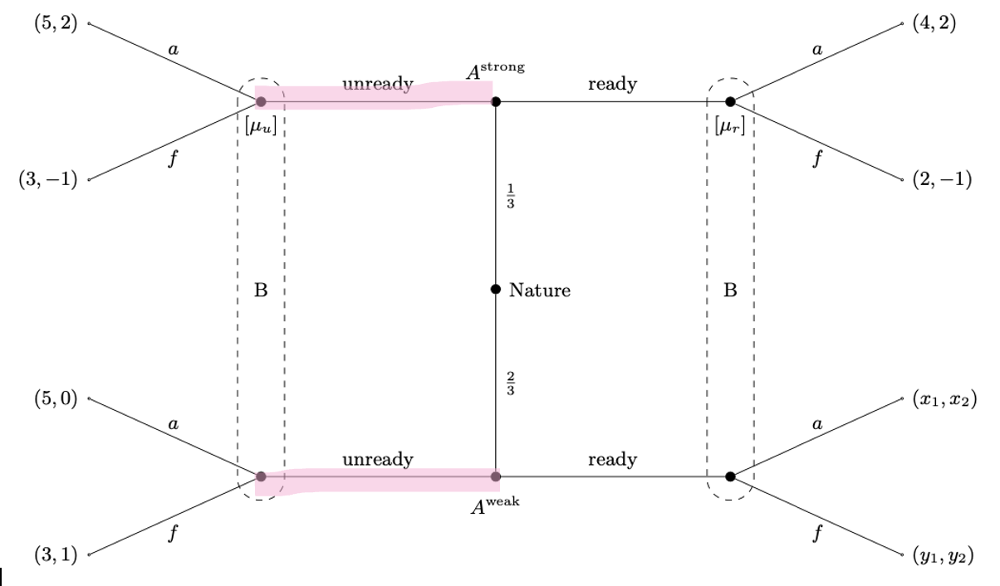 (5, 2)
a
unready
A^strong
ready
a
(4, 2)
[μ_u]
[μ_r]
(3, −1)
f
f
(2, −1)
1/3
B
Nature
B
2/3
(5, 0)
a
unready
ready
a
(x_1, x_2)
A^weak
(3, 1)
f
f
(y_1, y_2)